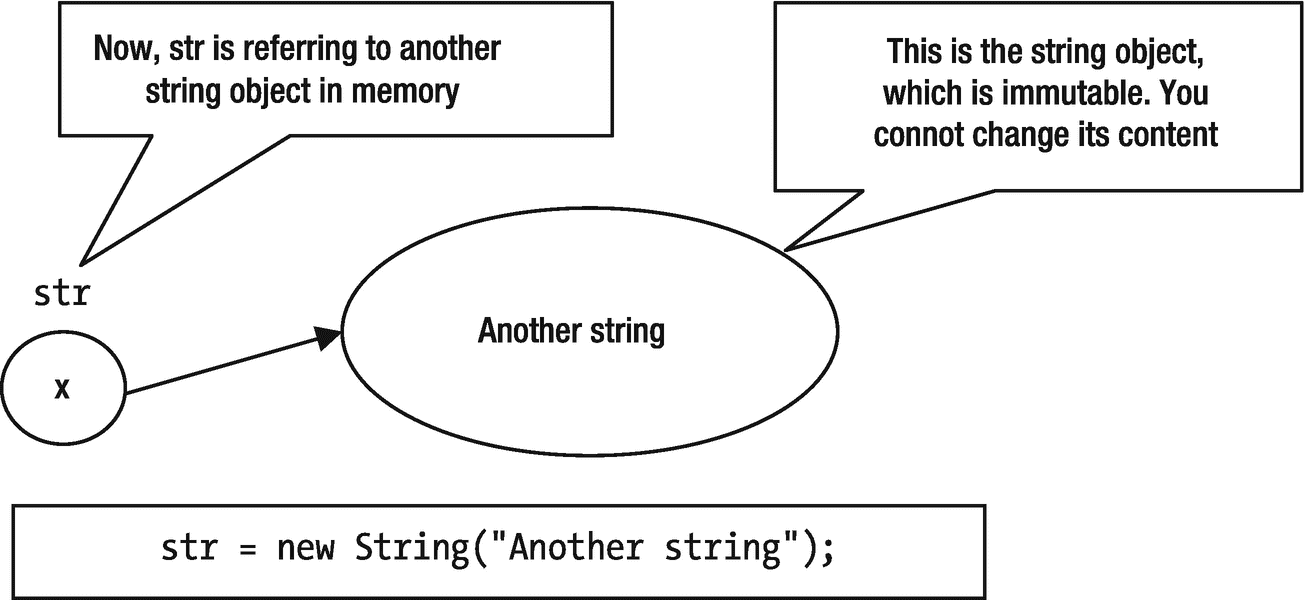 Now, str is referring to another
string object in memory
This is the string object,
which is immutable. You
connot change its content
str
x
Another string
str = new String("Another string");